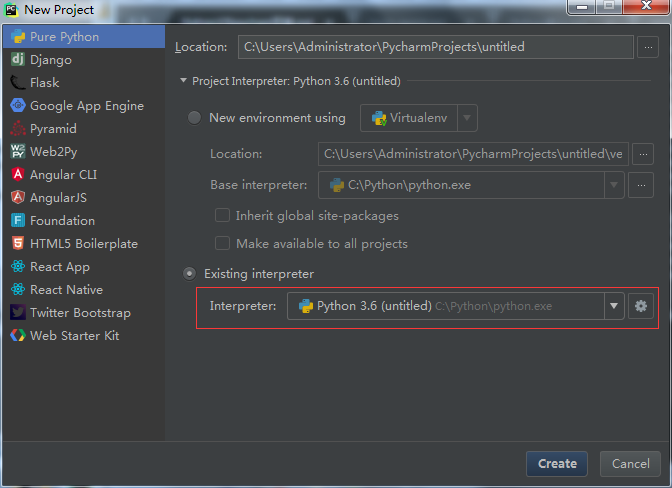 New Project
Pure Python
Django
Flask
Google App Engine
Pyramid
Web2Py
Angular CLI
AngularJS
Foundation
HTML5 Boilerplate
React App
React Native
Twitter Bootstrap
Web Starter Kit
Location: C:\Users\Administrator\PycharmProjects\untitled ...
Project Interpreter: Python 3.6 (untitled)
New environment using Virtualenv
Location: C:\Users\Administrator\PycharmProjects\untitled\ve ...
Base interpreter: C:\Python\python.exe ...
Inherit global site-packages
Make available to all projects
Existing interpreter
Interpreter: Python 3.6 (untitled) C:\Python\python.exe
Create Cancel